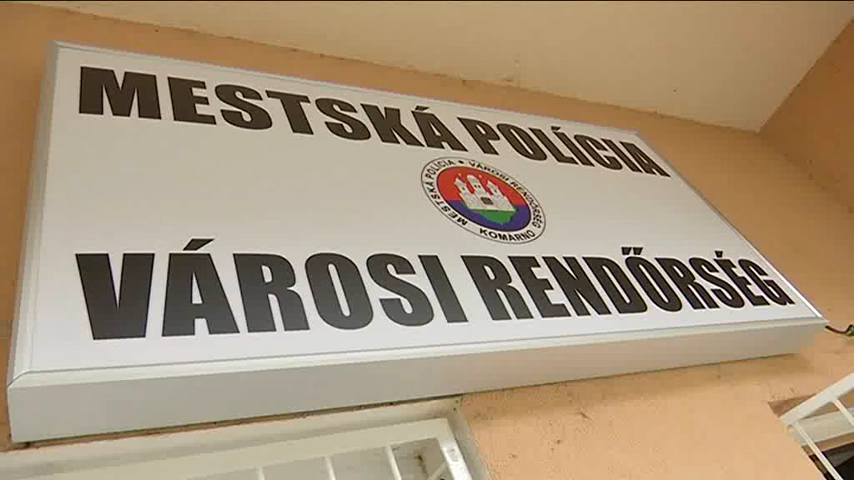 MESTSKÁ POLÍCIA
MESTSKÁ POLÍCIA • VÁROSI RENDŐRSÉG
KOMÁRNO
VÁROSI RENDŐRSÉG